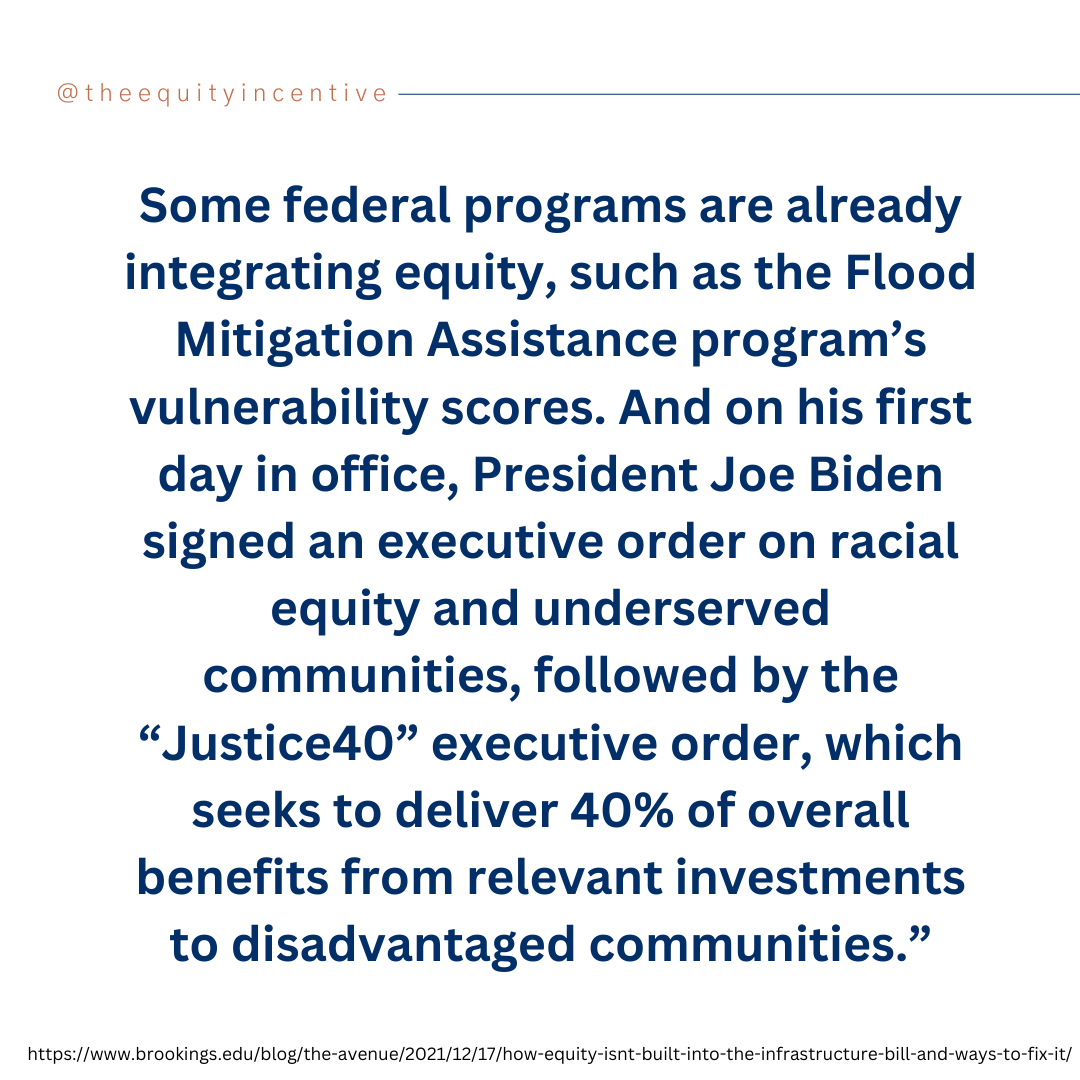 @theequityincentive
Some federal programs are already
integrating equity, such as the Flood
Mitigation Assistance program’s
vulnerability scores. And on his first
day in office, President Joe Biden
signed an executive order on racial
equity and underserved
communities, followed by the
“Justice40” executive order, which
seeks to deliver 40% of overall
benefits from relevant investments
to disadvantaged communities.”
https://www.brookings.edu/blog/the-avenue/2021/12/17/how-equity-isnt-built-into-the-infrastructure-bill-and-ways-to-fix-it/